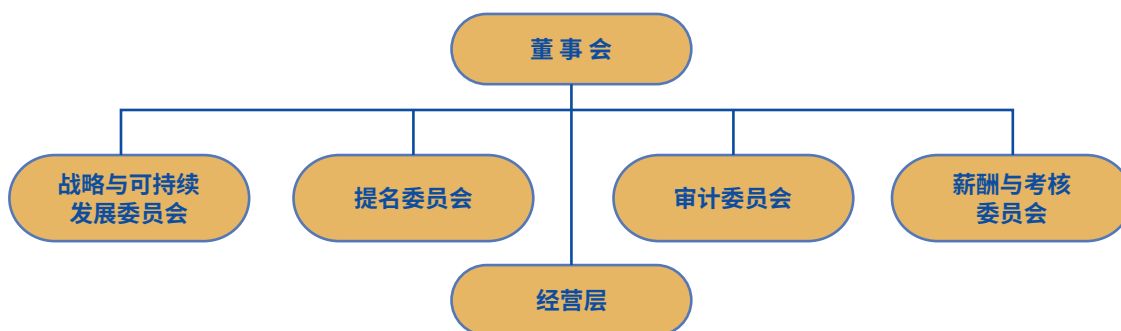 董事会
战略与可持续
发展委员会
提名委员会
审计委员会
薪酬与考核
委员会
经营层